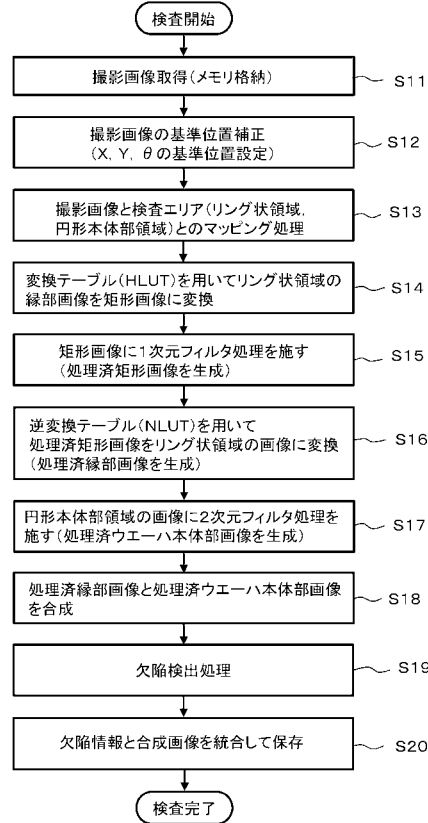 検査開始
撮影画像取得(メモリ格納)
S11
撮影画像の基準位置補正
(X, Y, θの基準位置設定)
S12
撮影画像と検査エリア(リング状領域,
円形本体部領域)とのマッピング処理
S13
変換テーブル(HLUT)を用いてリング状領域の
縁部画像を矩形画像に変換
S14
矩形画像に1次元フィルタ処理を施す
(処理済矩形画像を生成)
S15
逆変換テーブル(NLUT)を用いて
処理済矩形画像をリング状領域の画像に変換
(処理済縁部画像を生成)
S16
円形本体部領域の画像に2次元フィルタ処理を
施す(処理済ウエーハ本体部画像を生成)
S17
処理済縁部画像と処理済ウエーハ本体部画像
を合成
S18
欠陥検出処理
S19
欠陥情報と合成画像を統合して保存
S20
検査完了